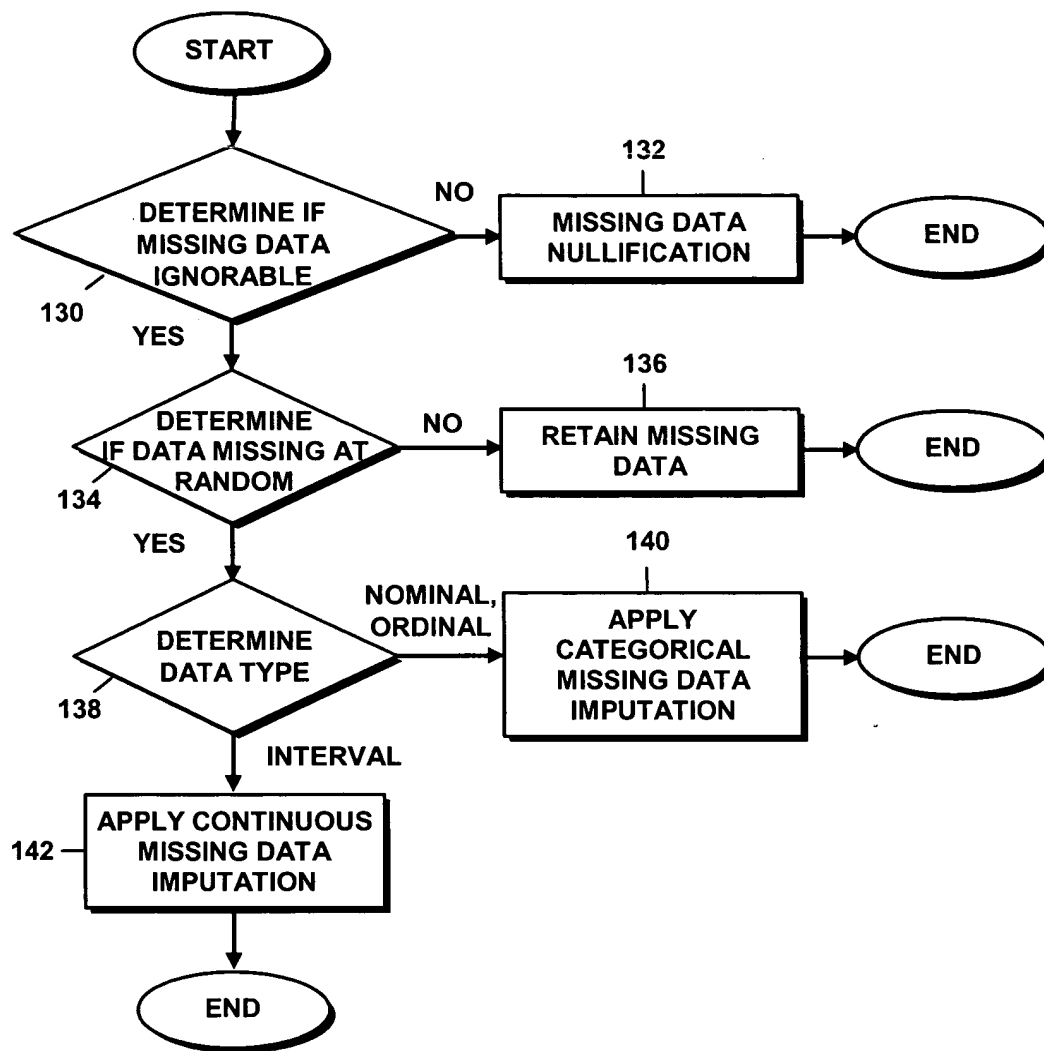 START
132
NO
DETERMINE IF
MISSING DATA
IGNORABLE
MISSING DATA
NULLIFICATION
END
130
YES
136
DETERMINE
IF DATA MISSING AT
RANDOM
NO
RETAIN MISSING
DATA
END
134
YES
140
NOMINAL,
ORDINAL
DETERMINE
DATA TYPE
APPLY
CATEGORICAL
MISSING DATA
IMPUTATION
END
138
INTERVAL
APPLY CONTINUOUS
MISSING DATA
IMPUTATION
142
END